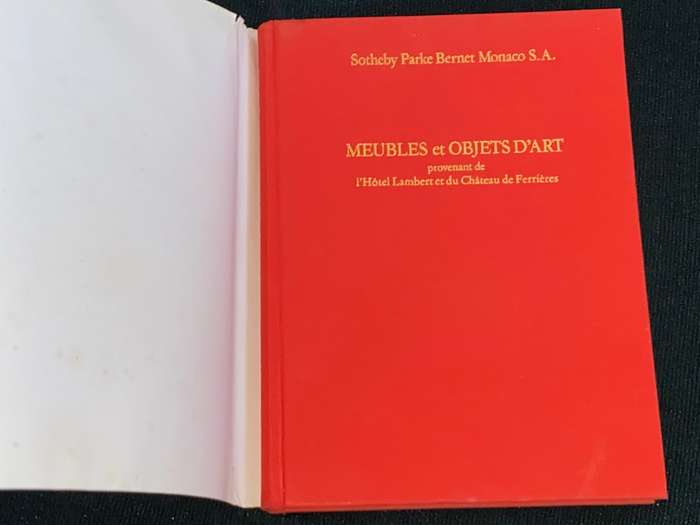 Sotheby Parke Bernet Monaco S.A.
MEUBLES et OBJETS D'ART
provenant de
l'Hôtel Lambert et du Château de Ferrières